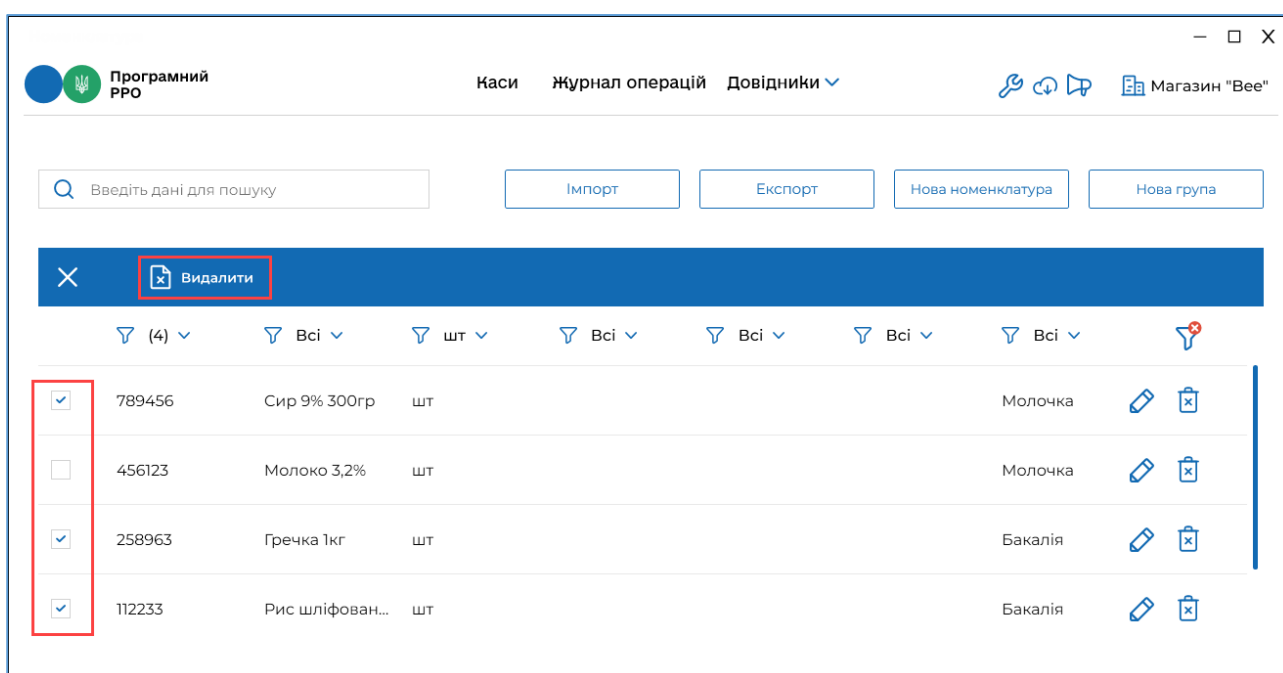 Програмний
РРО
Каси Журнал операцій Довідники
Магазин "Bee"
Введіть дані для пошуку
Імпорт
Експорт
Нова номенклатура
Нова група
Видалити
(4) Всі шт Всі Всі Всі Всі
789456 Сир 9% 300гр шт Молочка
456123 Молоко 3,2% шт Молочка
258963 Гречка 1кг шт Бакалія
112233 Рис шліфован... шт Бакалія